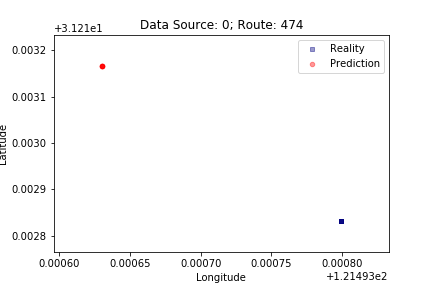 Data Source: 0; Route: 474
+3.121e1
0.0032
0.0031
0.0030
0.0029
0.0028
Latitude
Reality
Prediction
0.00060 0.00065 0.00070 0.00075 0.00080
Longitude
+1.21493e2